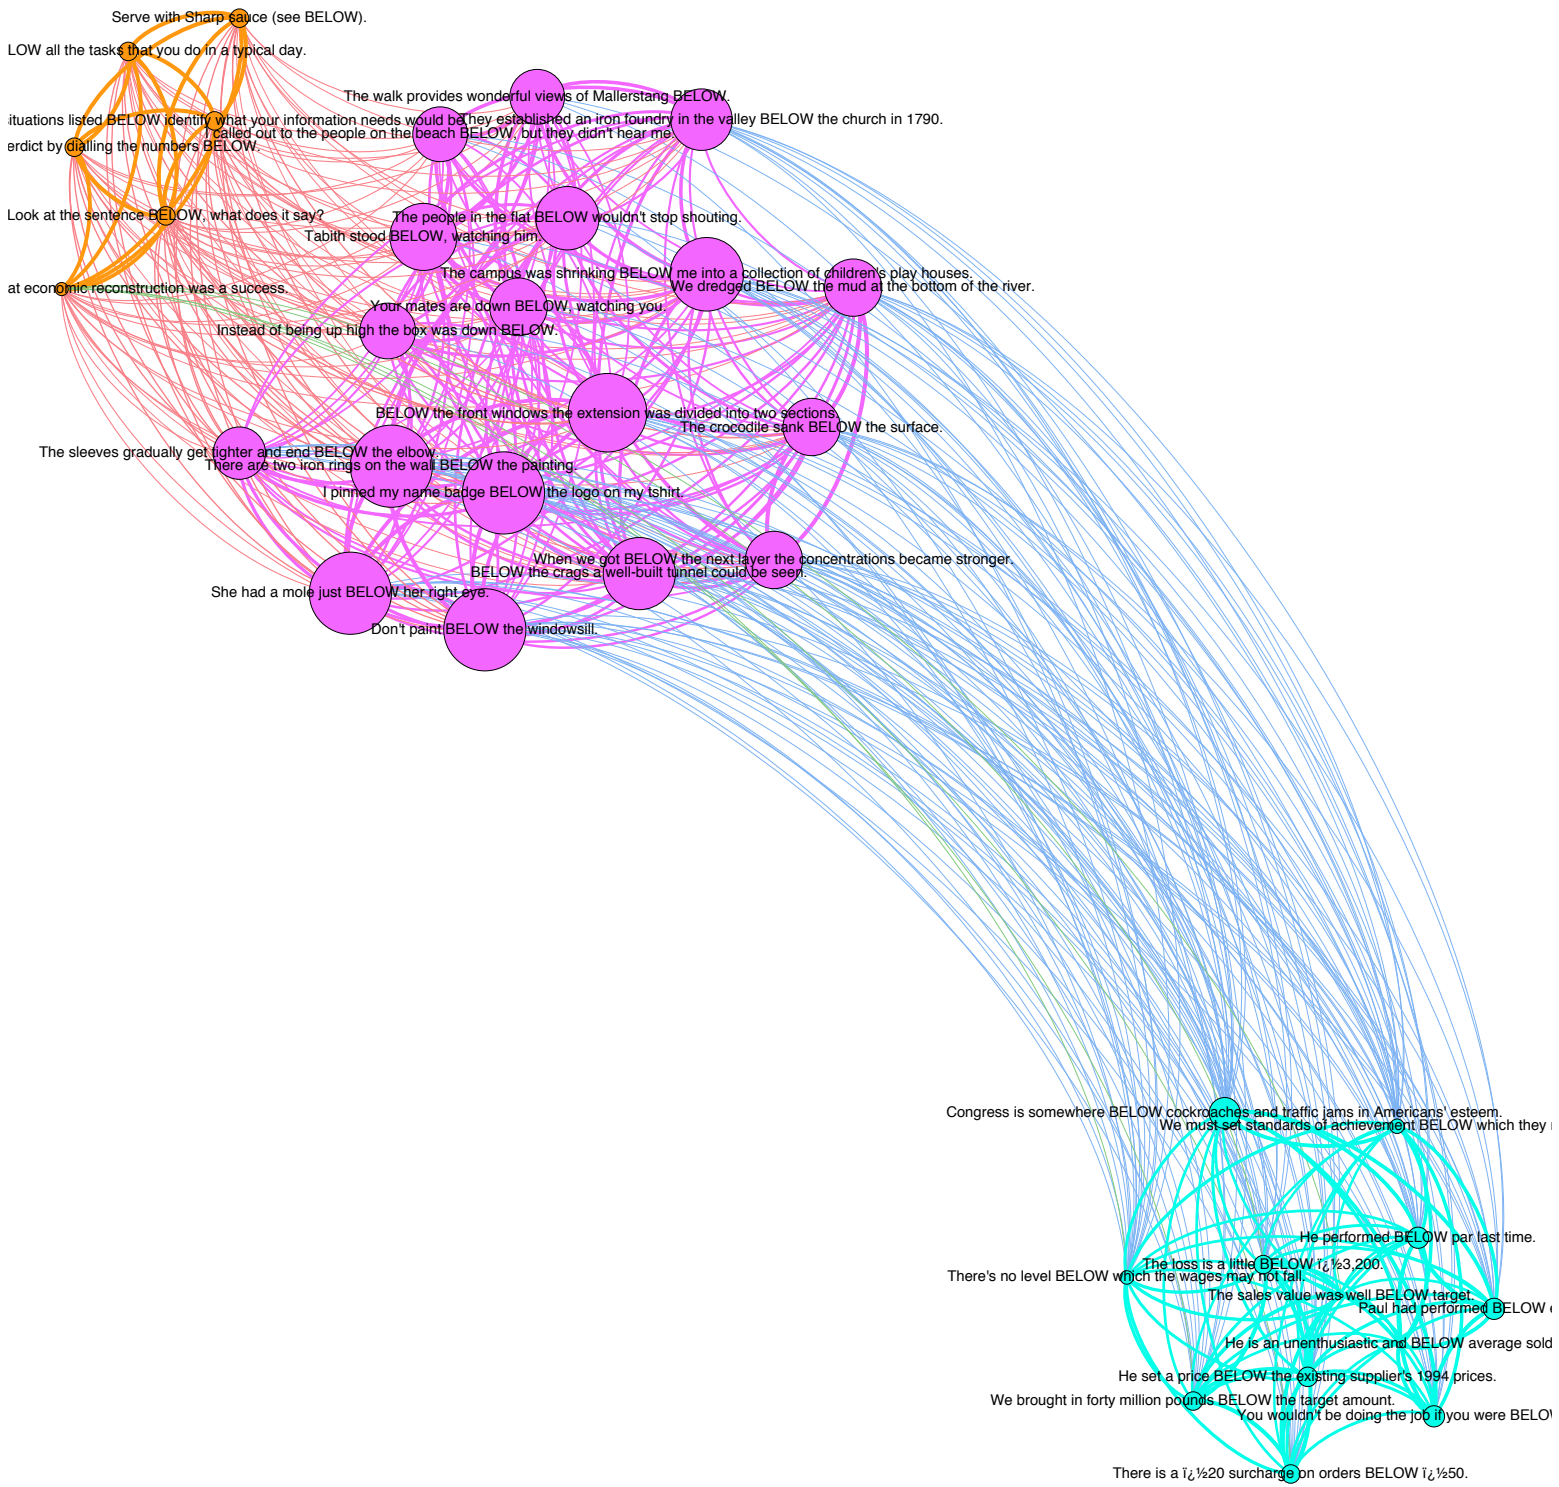 Serve with Sharp sauce (see BELOW).
LOW all the tasks that you do in a typical day.
The walk provides wonderful views of Mallerstang BELOW.
ituations listed BELOW identify what your information needs would be
They established an iron foundry in the valley BELOW the church in 1790.
I called out to the people on the beach BELOW, but they didn't hear me.
erdict by dialling the numbers BELOW.
Look at the sentence BELOW, what does it say?
The people in the flat BELOW wouldn't stop shouting.
Tabith stood BELOW, watching him.
The campus was shrinking BELOW me into a collection of children's play houses.
We dredged BELOW the mud at the bottom of the river.
at economic reconstruction was a success.
Your mates are down BELOW, watching you.
Instead of being up high the box was down BELOW.
BELOW the front windows the extension was divided into two sections.
The crocodile sank BELOW the surface.
The sleeves gradually get tighter and end BELOW the elbow.
There are two iron rings on the wall BELOW the painting.
I pinned my name badge BELOW the logo on my tshirt.
When we got BELOW the next layer the concentrations became stronger.
BELOW the crags a well-built tunnel could be seen.
She had a mole just BELOW her right eye.
Don't paint BELOW the windowsill.
Congress is somewhere BELOW cockroaches and traffic jams in Americans' esteem.
We must set standards of achievement BELOW which they
He performed BELOW par last time.
The loss is a little BELOW ï¿½3,200.
There's no level BELOW which the wages may not fall.
The sales value was well BELOW target.
Paul had performed BELOW
He is an unenthusiastic and BELOW average sold
He set a price BELOW the existing supplier's 1994 prices.
We brought in forty million pounds BELOW the target amount.
You wouldn't be doing the job if you were BELOW
There is a ï¿½20 surcharge on orders BELOW ï¿½50.